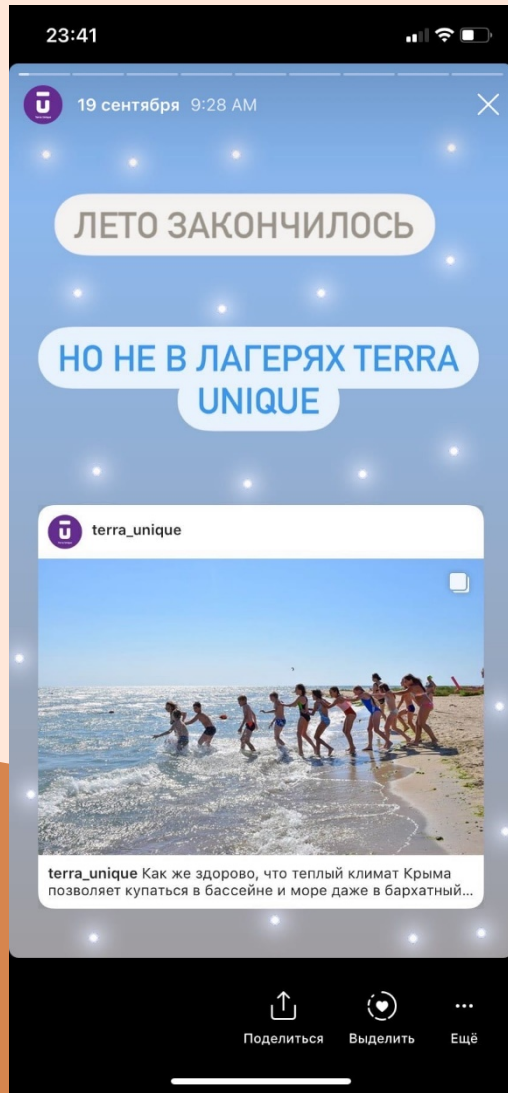 23:41
19 сентября 9:28 AM
ЛЕТО ЗАКОНЧИЛОСЬ
НО НЕ В ЛАГЕРЯХ TERRA
UNIQUE
terra_unique
terra_unique Как же здорово, что теплый климат Крыма
позволяет купаться в бассейне и море даже в бархатный...
Поделиться Выделить Ещё